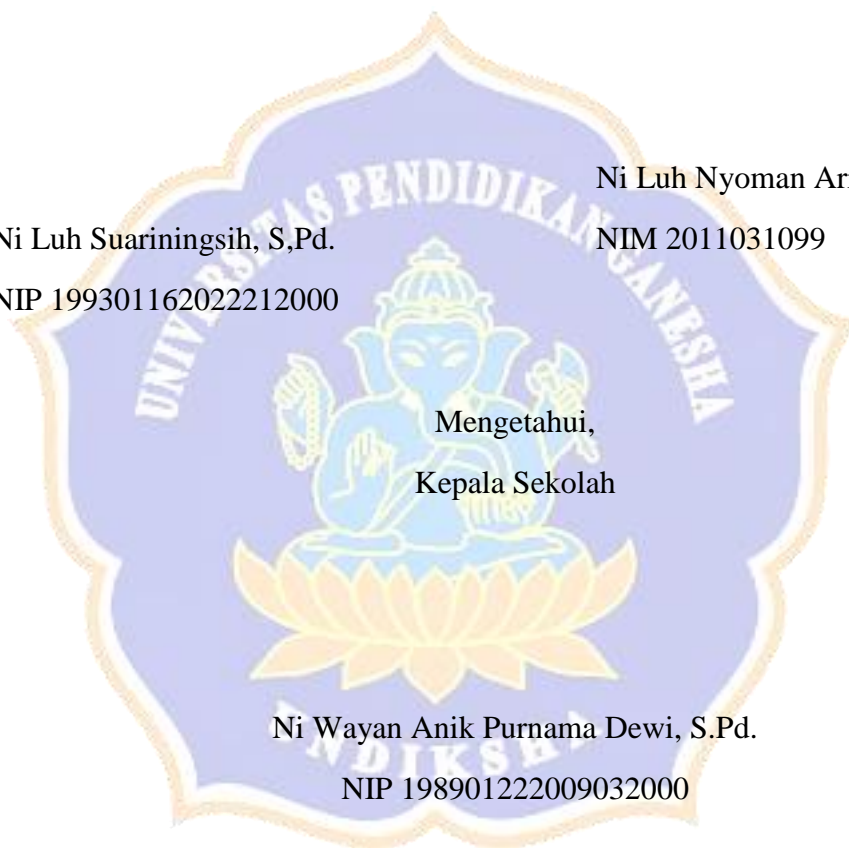 UNIVERSITAS PENDIDIKAN GANESHA
Ni Luh Nyoman
Ni Luh Suariningsih, S,Pd.
NIM 2011031099
NIP 199301162022212000
Mengetahui,
Kepala Sekolah
Ni Wayan Anik Purnama Dewi, S.Pd.
UNDIKSHA
NIP 198901222009032000